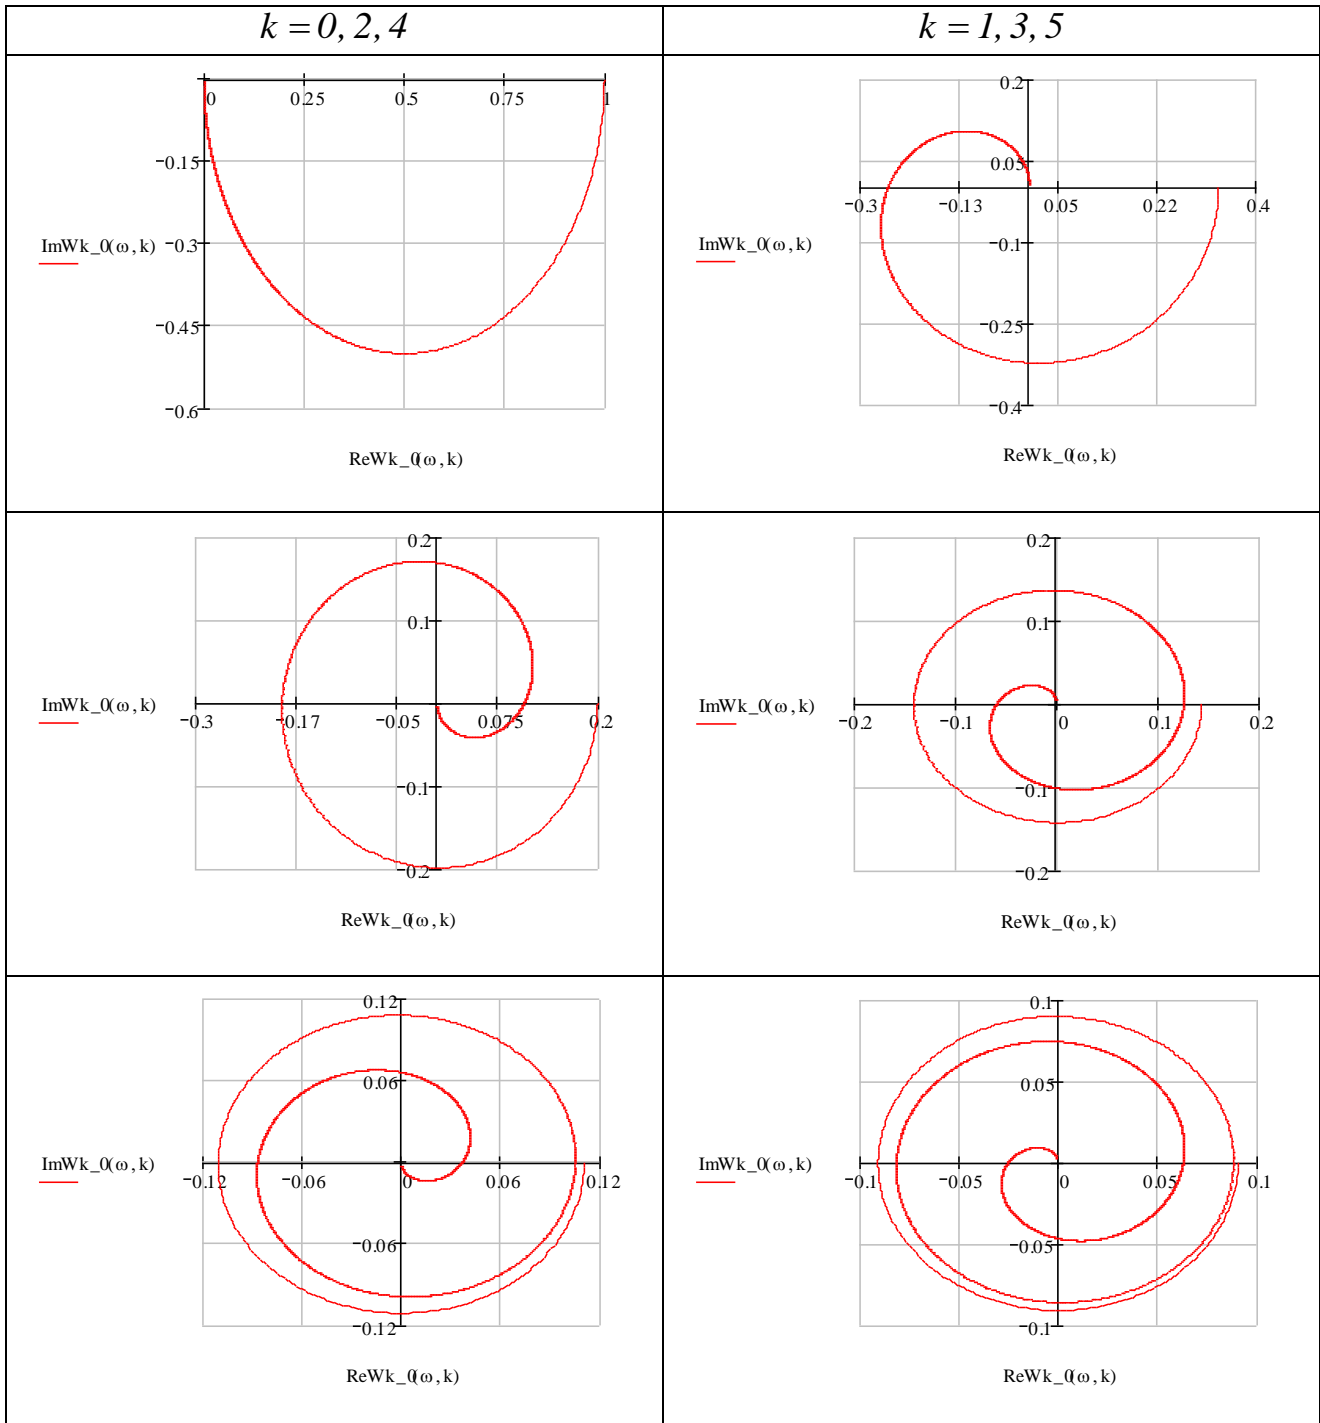 k = 0, 2, 4
k = 1, 3, 5
0 0.25 0.5 0.75 1
−0.15
−0.3
−0.45
−0.6
ImWk_0(ω, k)
ReWk_0(ω, k)
0.2
0.05
−0.3 −0.13 0.05 0.22 0.4
−0.1
−0.25
−0.4
ImWk_0(ω, k)
ReWk_0(ω, k)
0.2
0.1
−0.3 −0.17 −0.05 0.075 0.2
−0.1
−0.2
ImWk_0(ω, k)
ReWk_0(ω, k)
0.2
0.1
−0.2 −0.1 0 0.1 0.2
−0.1
−0.2
ImWk_0(ω, k)
ReWk_0(ω, k)
0.12
0.06
−0.12 −0.06 0 0.06 0.12
−0.06
−0.12
ImWk_0(ω, k)
ReWk_0(ω, k)
0.1
0.05
−0.1 −0.05 0 0.05 0.1
−0.05
−0.1
ImWk_0(ω, k)
ReWk_0(ω, k)